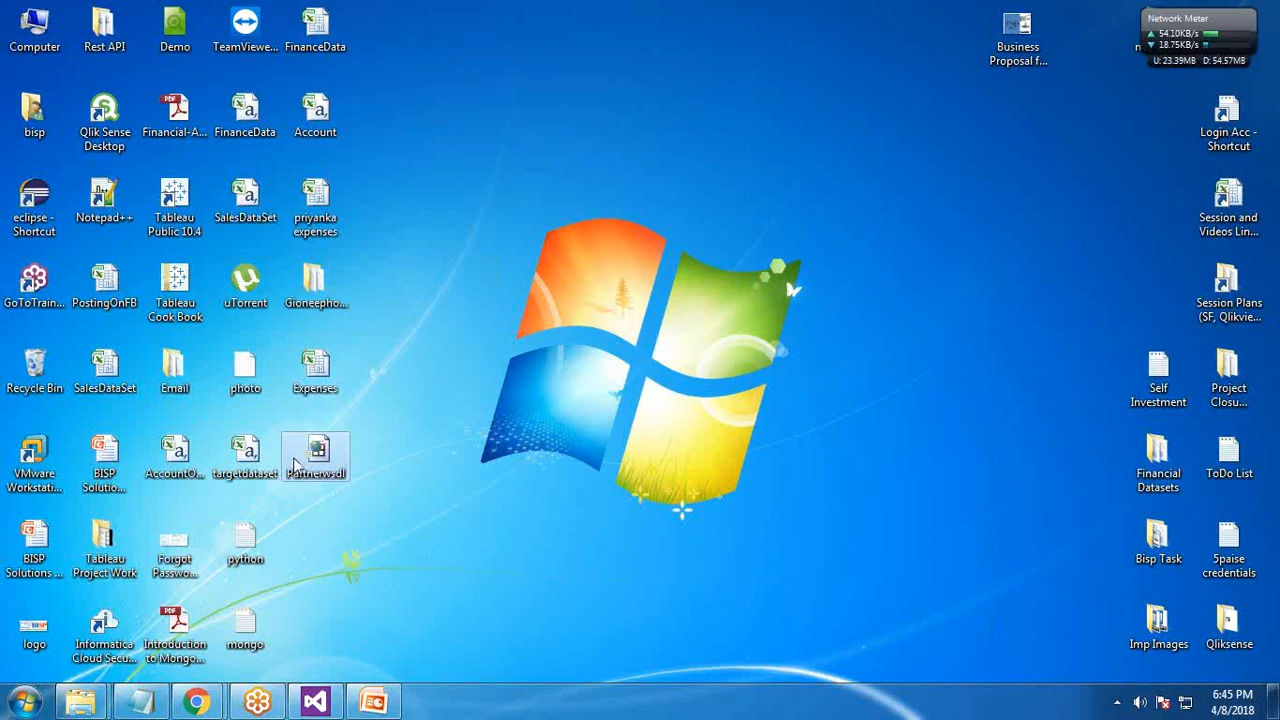 Computer
Rest API
Demo
TeamViewe...
FinanceData
Business
Proposal f...
Network Meter
54.10KB/s
18.75KB/s
U: 23.39MB D: 54.57MB
bisp
Qlik Sense
Desktop
Financial-A...
FinanceData
Account
Login Acc -
Shortcut
eclipse -
Shortcut
Notepad++
Tableau
Public 10.4
SalesDataSet
priyanka
expenses
Session and
Videos Lin...
GoToTrain...
PostingOnFB
Tableau
Cook Book
uTorrent
Gioneepho...
Session Plans
(SF, Qlikvie...
Recycle Bin
SalesDataSet
Email
photo
Expenses
Self
Investment
Project
Closu...
VMware
Workstati...
BISP
Solutio...
AccountO...
targetdataset
Partnerwsdl
Financial
Datasets
ToDo List
BISP
Solutions ...
Tableau
Project Work
Forgot
Passwo...
python
Bisp Task
5paise
credentials
logo
Informatica
Cloud Secu...
Introduction
to Mongo...
mongo
Imp Images
Qliksense
6:45 PM
4/8/2018